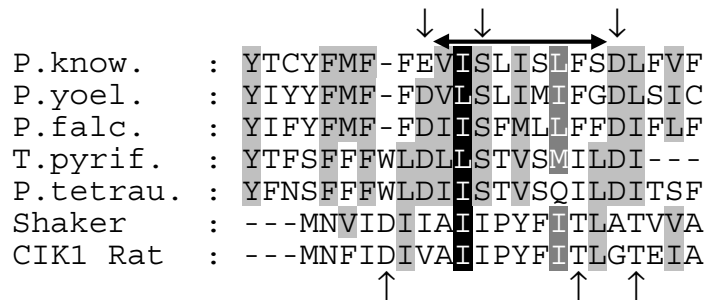 P.know. : YTCYFMF-FEVISLISLFSDLFVF
P.yoel. : YIYYFMF-FDVLSLIMIFGDLSIC
P.falc. : YIFYFMF-FDIISFMLLFFDIFLF
T.pyrif. : YTFSFFFWLDLLSTVSMILDI---
P.tetrau. : YFNSFFFWLDIISTVSQILDITSF
Shaker : ---MNVIDIIAIIPYFITLATVVA
CIK1 Rat : ---MNFIDIVAIIPYFITLGTEIA